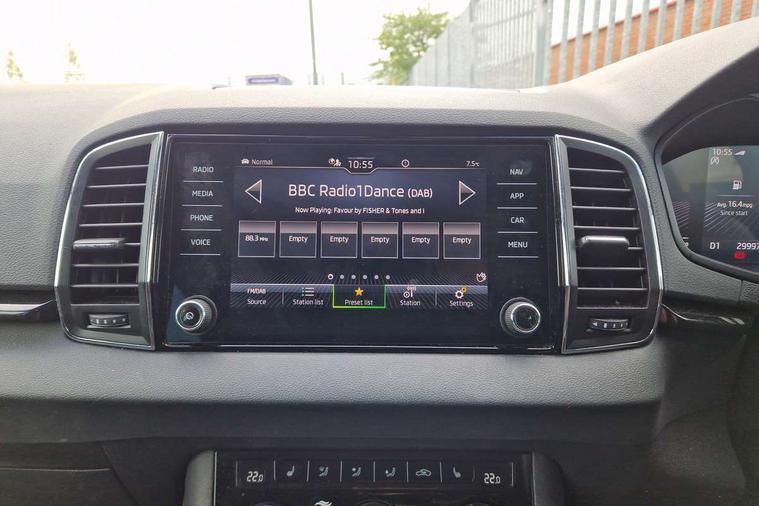 RADIO
MEDIA
PHONE
VOICE
Normal
10:55
7.5°C
BBC Radio1Dance (DAB)
Now Playing: Favour by FISHER & Tones and I
88.3 MHz Empty Empty Empty Empty Empty
FM/DAB
Source Station list Preset list Station Settings
NAV
APP
CAR
MENU
10:55
Avg. 16.4mpg
Since start
D1 29997
22.0 22.0